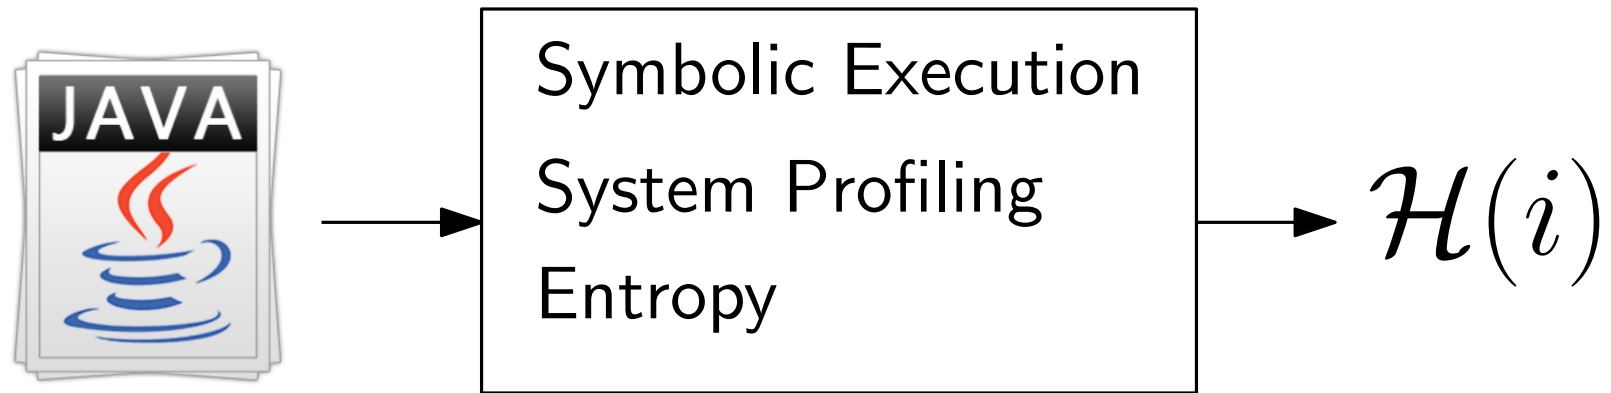 JAVA
Symbolic Execution
System Profiling
Entropy
ℋ(i)